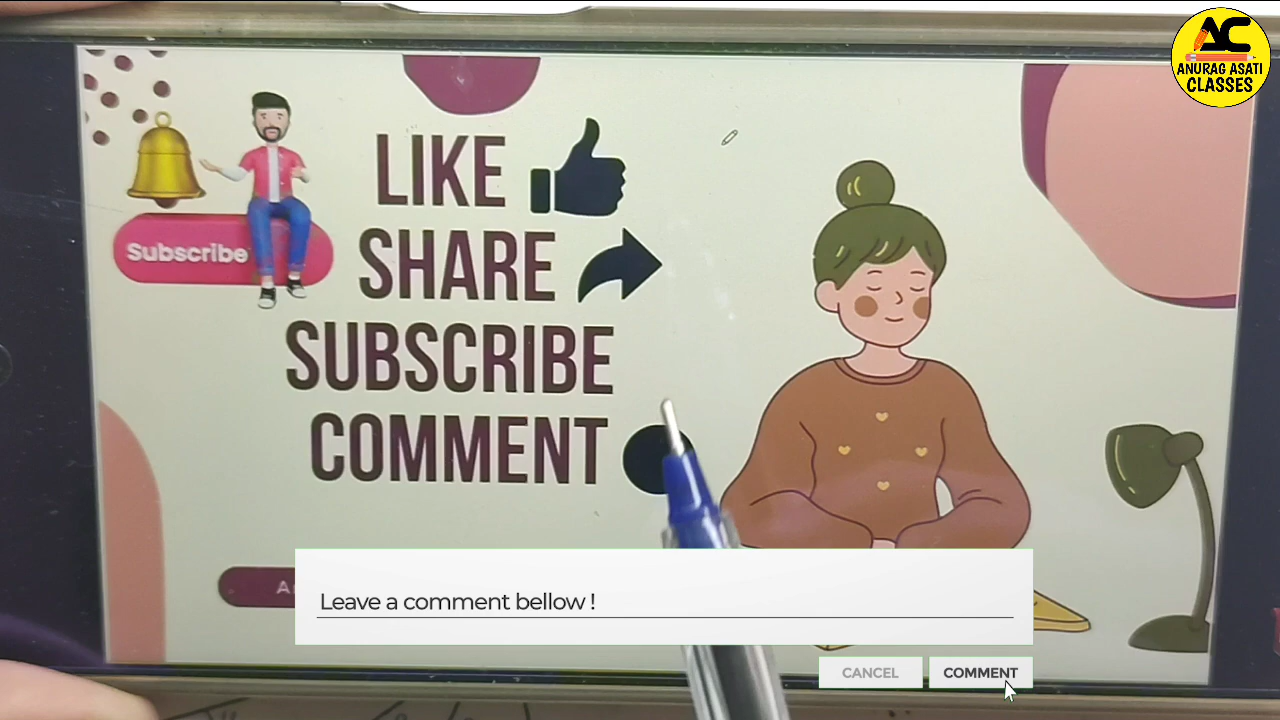 AC
ANURAG ASATI
CLASSES
LIKE
Subscribe
SHARE
SUBSCRIBE
COMMENT
Leave a comment bellow !
CANCEL
COMMENT